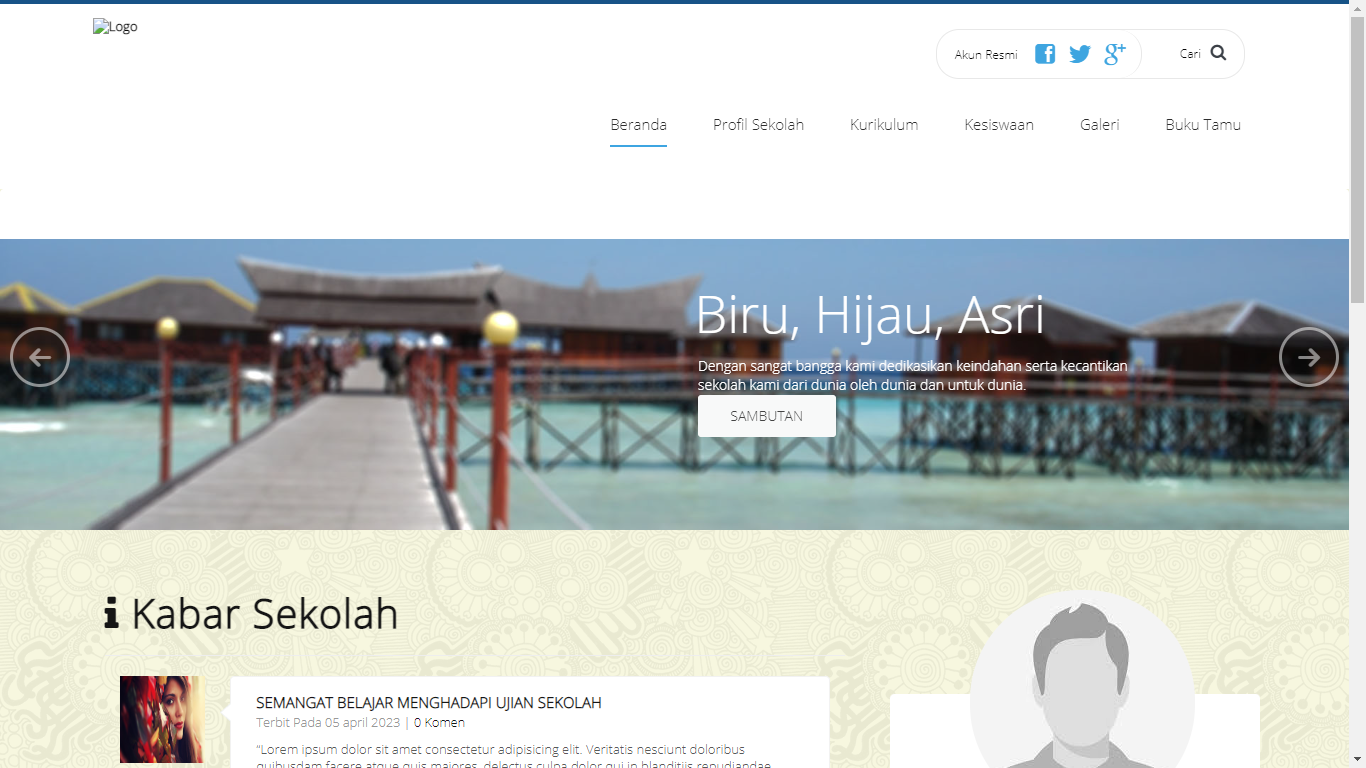 Logo
Akun Resmi
Cari
Beranda Profil Sekolah Kurikulum Kesiswaan Galeri Buku Tamu
Biru, Hijau, Asri
Dengan sangat bangga kami dedikasikan keindahan serta kecantikan
sekolah kami dari dunia oleh dunia dan untuk dunia.
SAMBUTAN
Kabar Sekolah
SEMANGAT BELAJAR MENGHADAPI UJIAN SEKOLAH
Terbit Pada 05 april 2023 | 0 Komen
"Lorem ipsum dolor sit amet consectetur adipisicing elit. Veritatis nesciunt doloribus
quibusdam facere atque quis maiores, delectus culpa dolor qui in blanditiis repudiandae